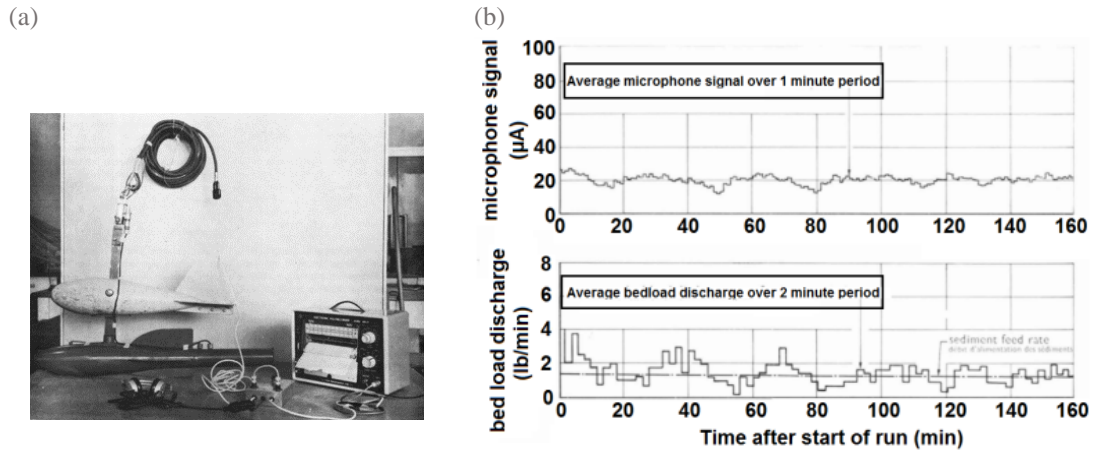 (a)
(b)
microphone signal
(µA)
100
80
60
40
20
0
Average microphone signal over 1 minute period
0 20 40 60 80 100 120 140 160
bed load discharge
(lb/min)
8
6
4
2
0
Average bedload discharge over 2 minute period
sediment feed rate
débit d'alimentation des sédiments
0 20 40 60 80 100 120 140 160
Time after start of run (min)